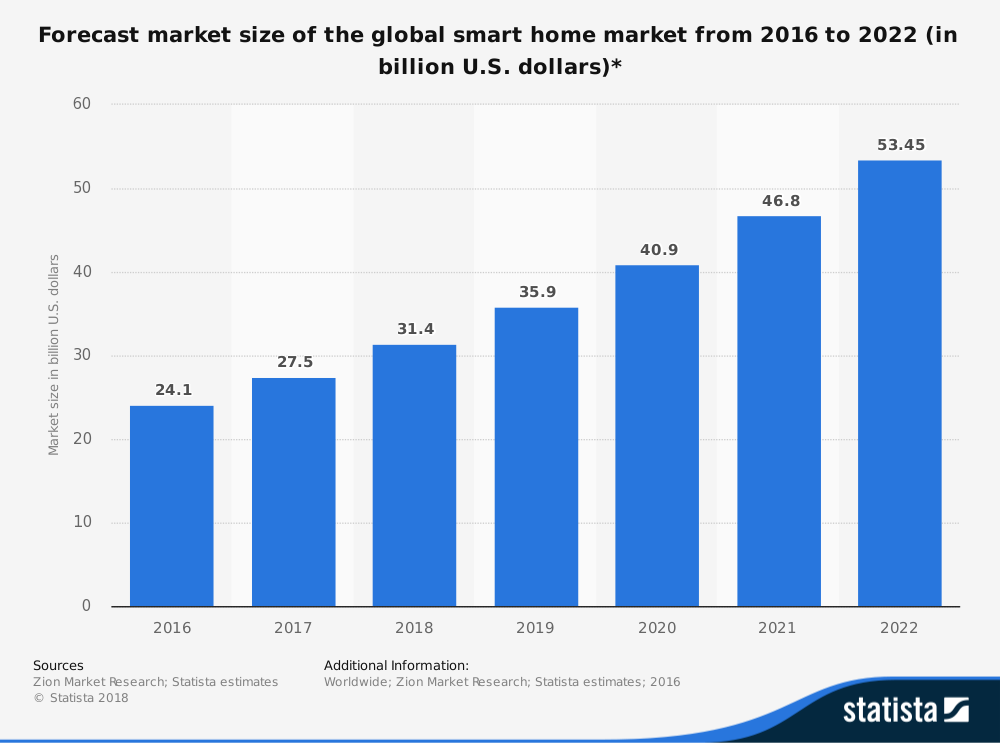 Forecast market size of the global smart home market from 2016 to 2022 (in
billion U.S. dollars)*
Market size in billion U.S. dollars
60
50
40
30
20
10
0
24.1
27.5
31.4
35.9
40.9
46.8
53.45
2016 2017 2018 2019 2020 2021 2022
Sources
Zion Market Research; Statista estimates
© Statista 2018
Additional Information:
Worldwide; Zion Market Research; Statista estimates; 2016
statista